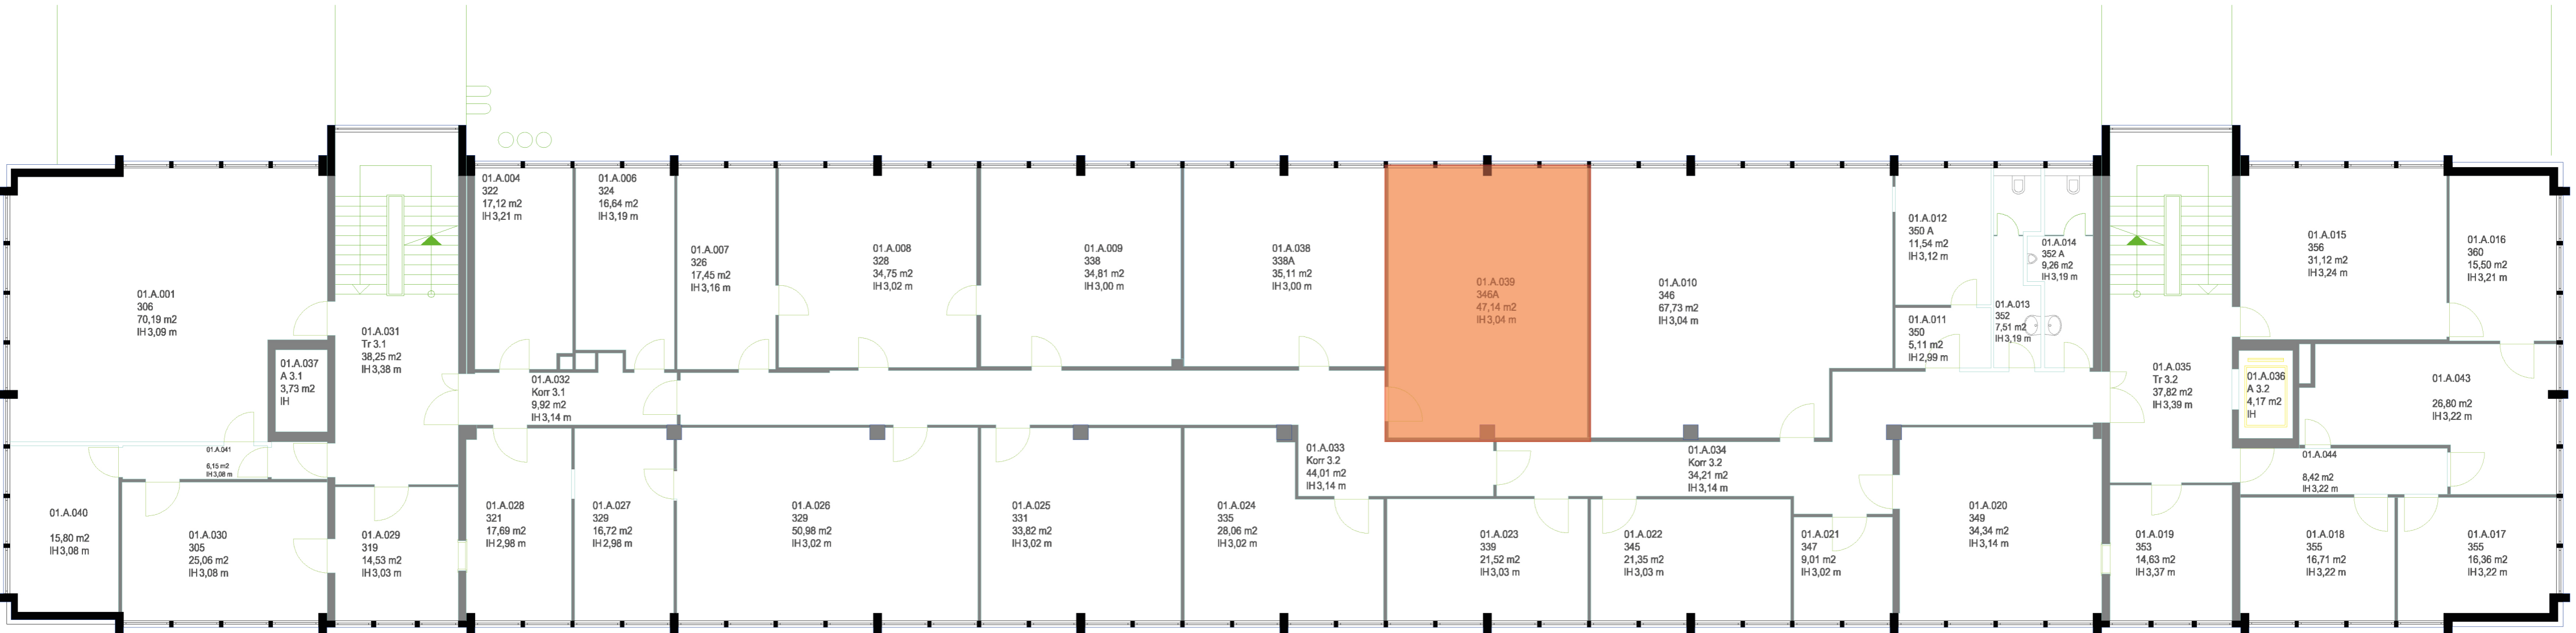 01.A.001
306
70,19 m2
IH 3,09 m
01.A.037
A 3.1
3,73 m2
IH
01.A.031
Tr 3.1
38,25 m2
IH 3,38 m
01.A.004
322
17,12 m2
IH 3,21 m
01.A.006
324
16,64 m2
IH 3,19 m
01.A.007
326
17,45 m2
IH 3,16 m
01.A.008
328
34,75 m2
IH 3,02 m
01.A.009
338
34,81 m2
IH 3,00 m
01.A.038
338A
35,11 m2
IH 3,00 m
01.A.039
346A
47,14 m2
IH 3,04 m
01.A.010
346
67,73 m2
IH 3,04 m
01.A.012
350 A
11,54 m2
IH 3,12 m
01.A.011
350
5,11 m2
IH 2,99 m
01.A.013
352
7,51 m2
IH 3,19 m
01.A.014
352 A
9,26 m2
IH 3,19 m
01.A.035
Tr 3.2
37,82 m2
IH 3,39 m
01.A.036
A 3.2
4,17 m2
IH
01.A.015
356
31,12 m2
IH 3,24 m
01.A.016
360
15,50 m2
IH 3,21 m
01.A.043
26,80 m2
IH 3,22 m
01.A.044
8,42 m2
IH 3,22 m
01.A.032
Korr 3.1
9,92 m2
IH 3,14 m
01.A.033
Korr 3.2
44,01 m2
IH 3,14 m
01.A.034
Korr 3.2
34,21 m2
IH 3,14 m
01.A.041
6,15 m2
IH 3,08 m
01.A.040
15,80 m2
IH 3,08 m
01.A.030
305
25,06 m2
IH 3,08 m
01.A.029
319
14,53 m2
IH 3,03 m
01.A.028
321
17,69 m2
IH 2,98 m
01.A.027
329
16,72 m2
IH 2,98 m
01.A.026
329
50,98 m2
IH 3,02 m
01.A.025
331
33,82 m2
IH 3,02 m
01.A.024
335
28,06 m2
IH 3,02 m
01.A.023
339
21,52 m2
IH 3,03 m
01.A.022
345
21,35 m2
IH 3,03 m
01.A.021
347
9,01 m2
IH 3,02 m
01.A.020
349
34,34 m2
IH 3,14 m
01.A.019
353
14,63 m2
IH 3,37 m
01.A.018
355
16,71 m2
IH 3,22 m
01.A.017
355
16,36 m2
IH 3,22 m